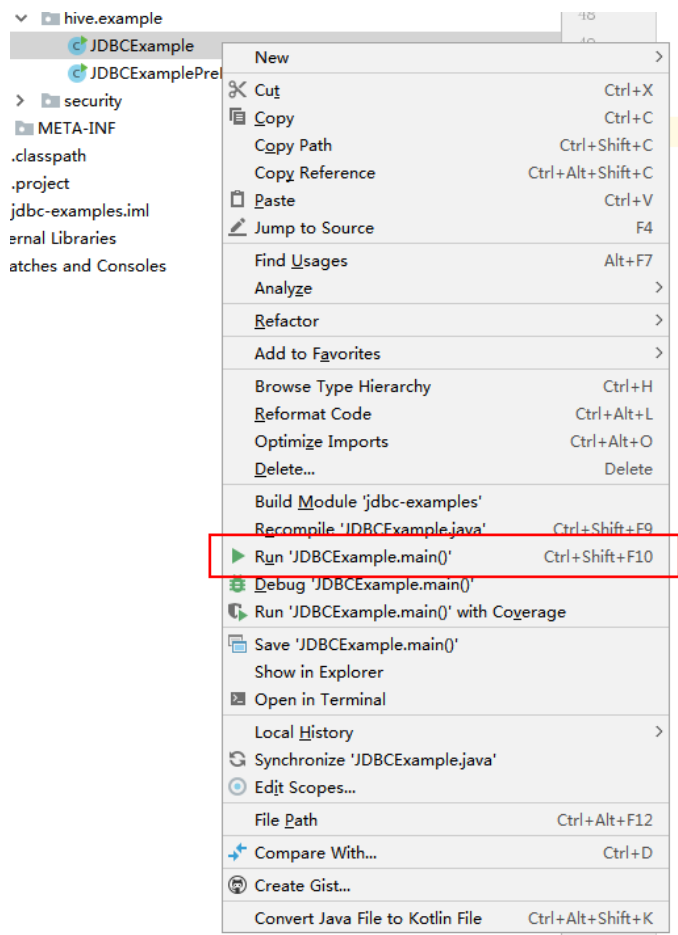 hive.example
48
JDBCExample
JDBCExamplePre
security
META-INF
.classpath
.project
jdbc-examples.iml
ernal Libraries
atches and Consoles
New
Cut Ctrl+X
Copy Ctrl+C
Copy Path Ctrl+Shift+C
Copy Reference Ctrl+Alt+Shift+C
Paste Ctrl+V
Jump to Source F4
Find Usages Alt+F7
Analyze
Refactor
Add to Favorites
Browse Type Hierarchy Ctrl+H
Reformat Code Ctrl+Alt+L
Optimize Imports Ctrl+Alt+O
Delete... Delete
Build Module 'jdbc-examples'
Recompile 'JDBCExample.java' Ctrl+Shift+F9
Run 'JDBCExample.main()' Ctrl+Shift+F10
Debug 'JDBCExample.main()'
Run 'JDBCExample.main()' with Coverage
Save 'JDBCExample.main()'
Show in Explorer
Open in Terminal
Local History
Synchronize 'JDBCExample.java'
Edit Scopes...
File Path Ctrl+Alt+F12
Compare With... Ctrl+D
Create Gist...
Convert Java File to Kotlin File Ctrl+Alt+Shift+K